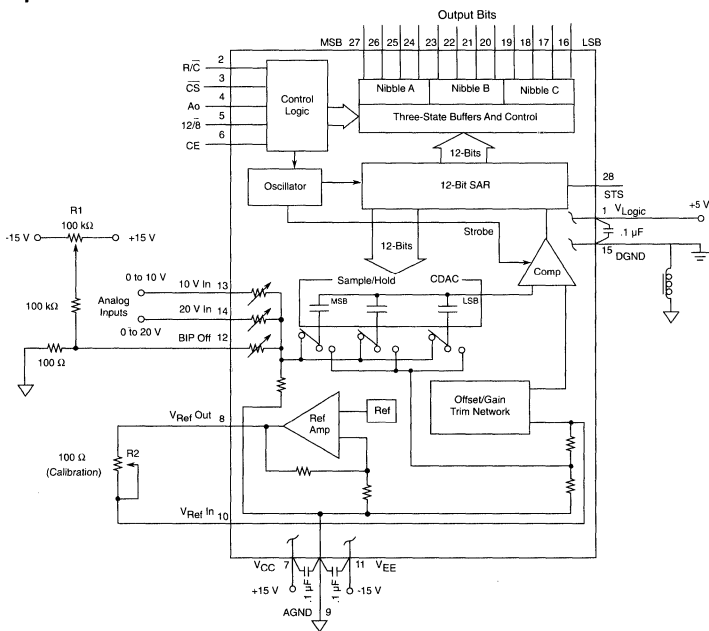 Output Bits
MSB 27 26 25 24 23 22 21 20 19 18 17 16 LSB
R/C̅ 2
C̅S̅ 3
Ao 4
12/8̅ 5
CE 6
Control Logic
Nibble A Nibble B Nibble C
Three-State Buffers And Control
12-Bits
Oscillator
12-Bit SAR
28
STS
1 VLogic
+5 V
.1 µF
15
DGND
Strobe
12-Bits
Comp
R1
100 kΩ
-15 V +15 V
100 kΩ
100 Ω
0 to 10 V
Analog Inputs
0 to 20 V
10 V In 13
20 V In 14
BIP Off 12
Sample/Hold CDAC
MSB LSB
Offset/Gain Trim Network
Ref Amp
Ref
VRef Out 8
100 Ω
(Calibration)
R2
VRef In 10
VCC 7 11 VEE
+15 V .1 µF .1 µF -15 V
AGND 9